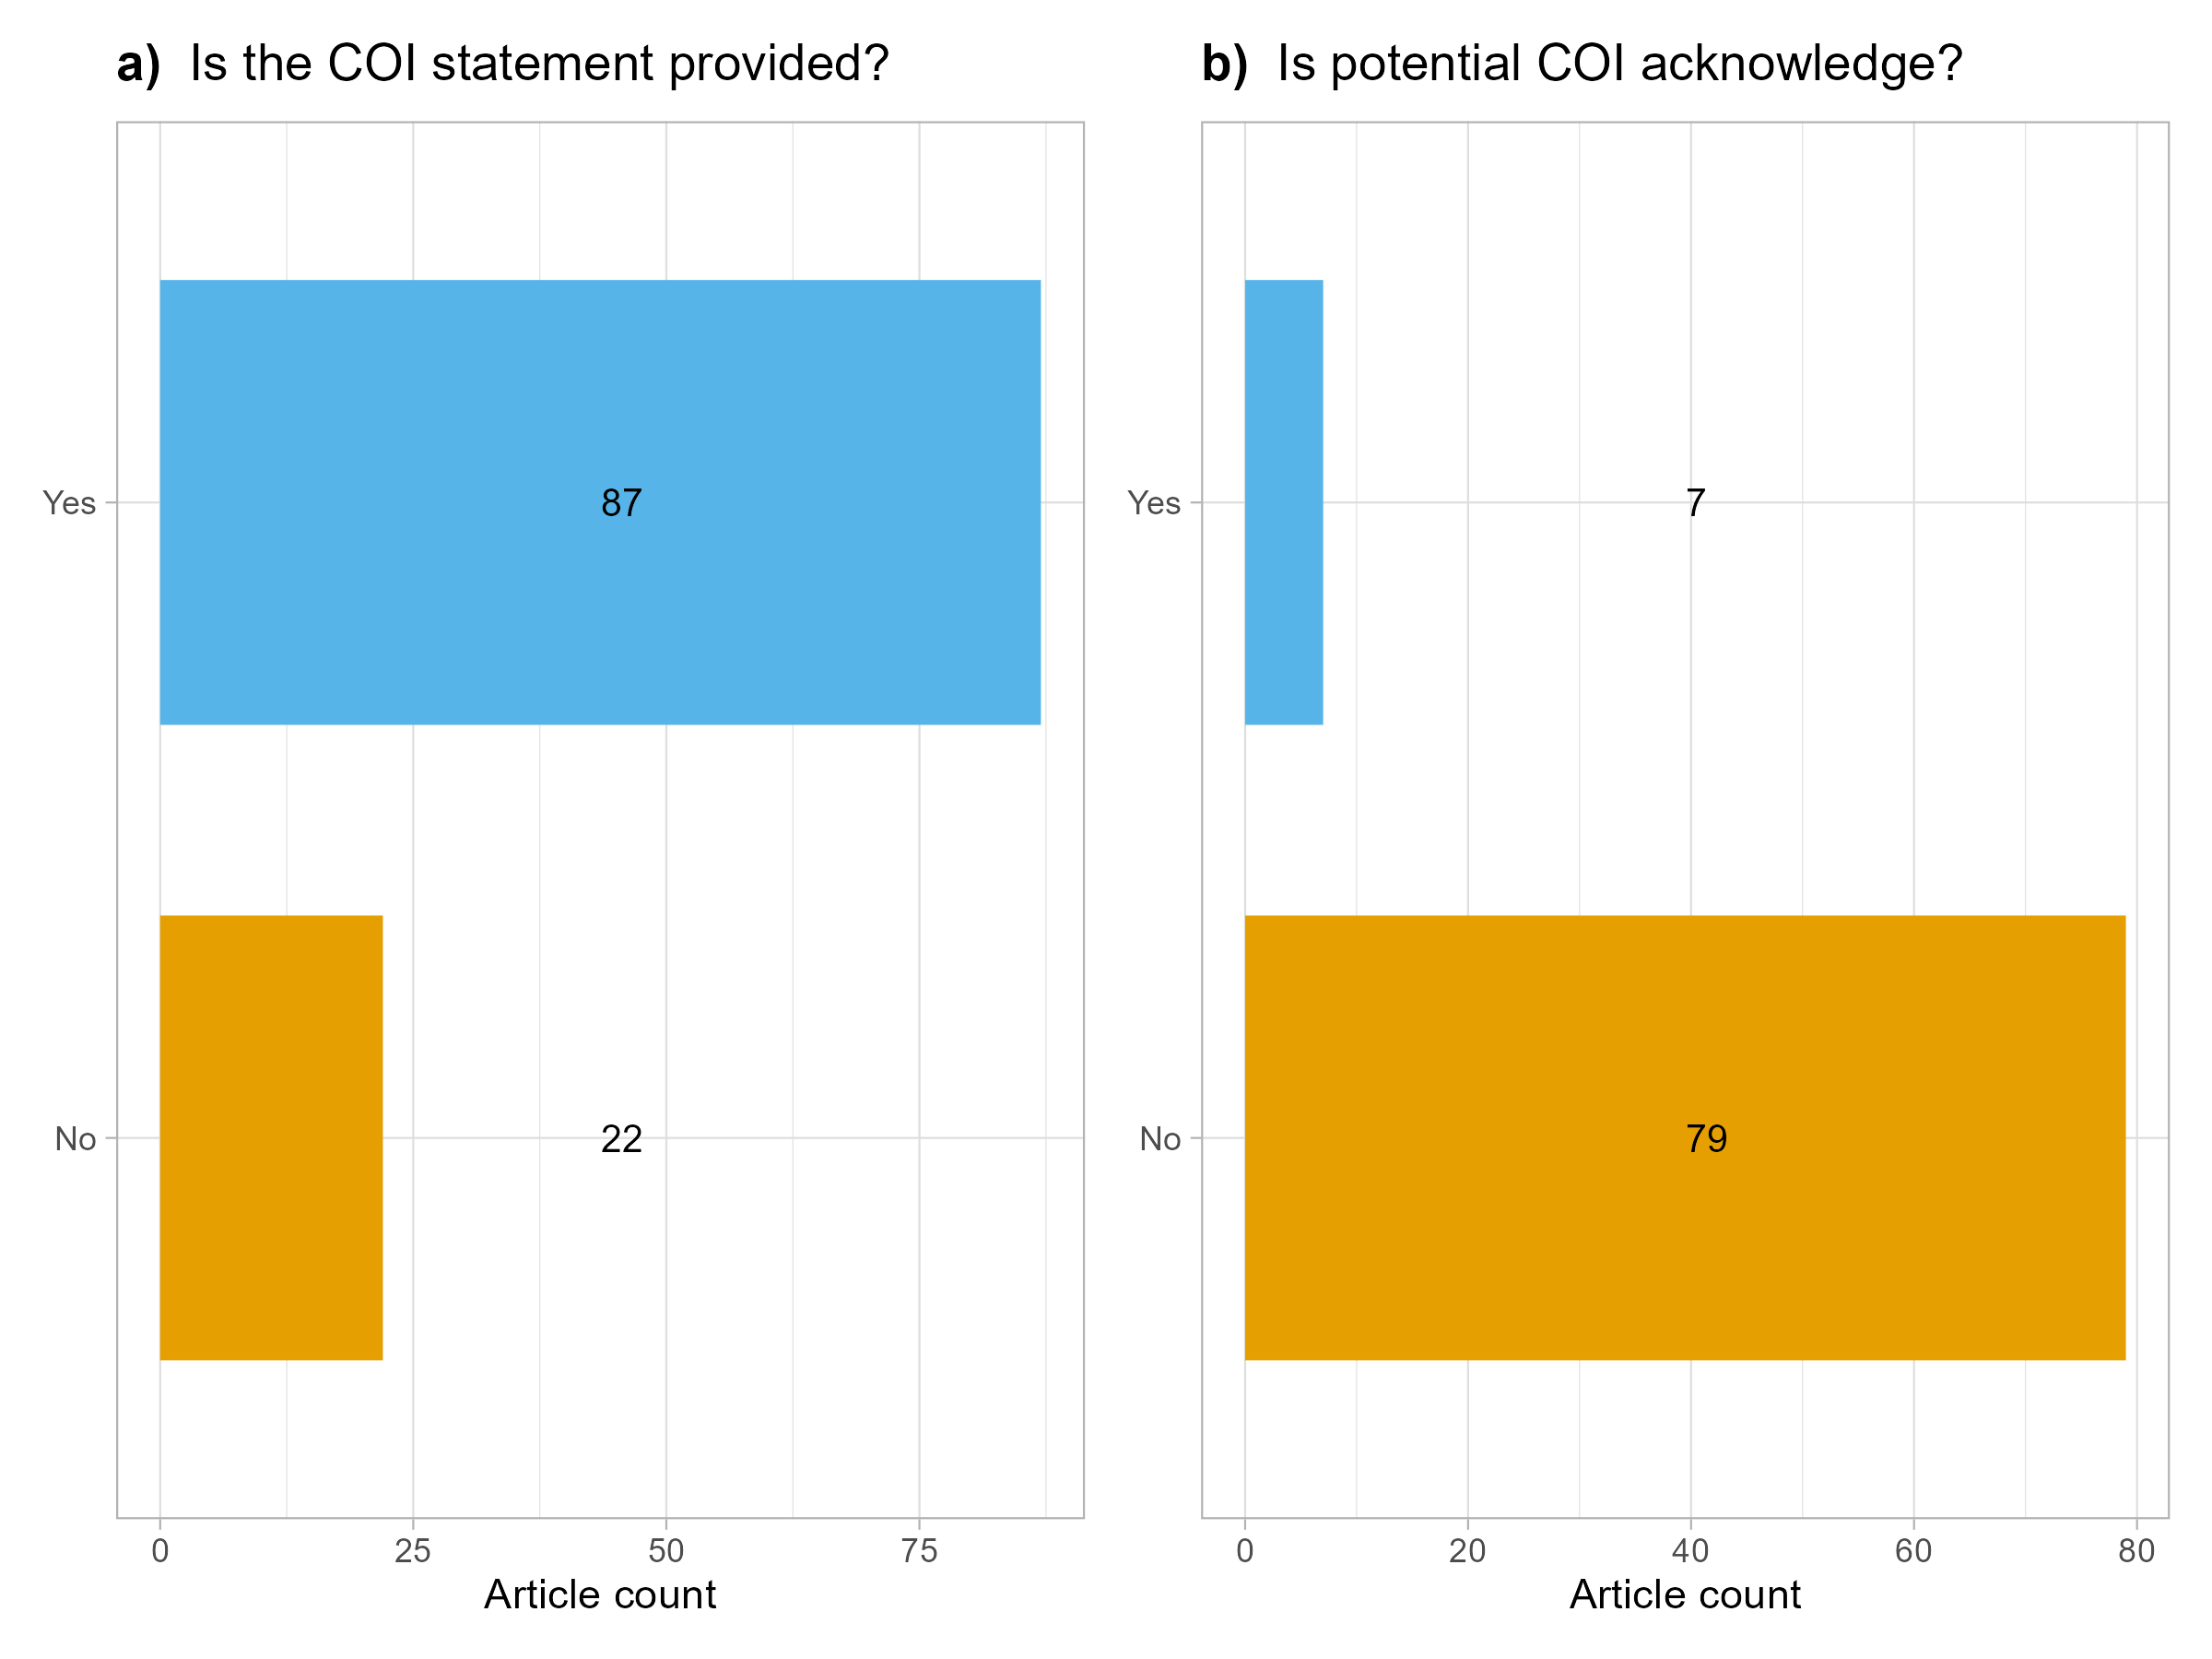 a) Is the COI statement provided?
Yes
87
No
22
0 25 50 75
Article count
b) Is potential COI acknowledge?
Yes
7
No
79
0 20 40 60 80
Article count